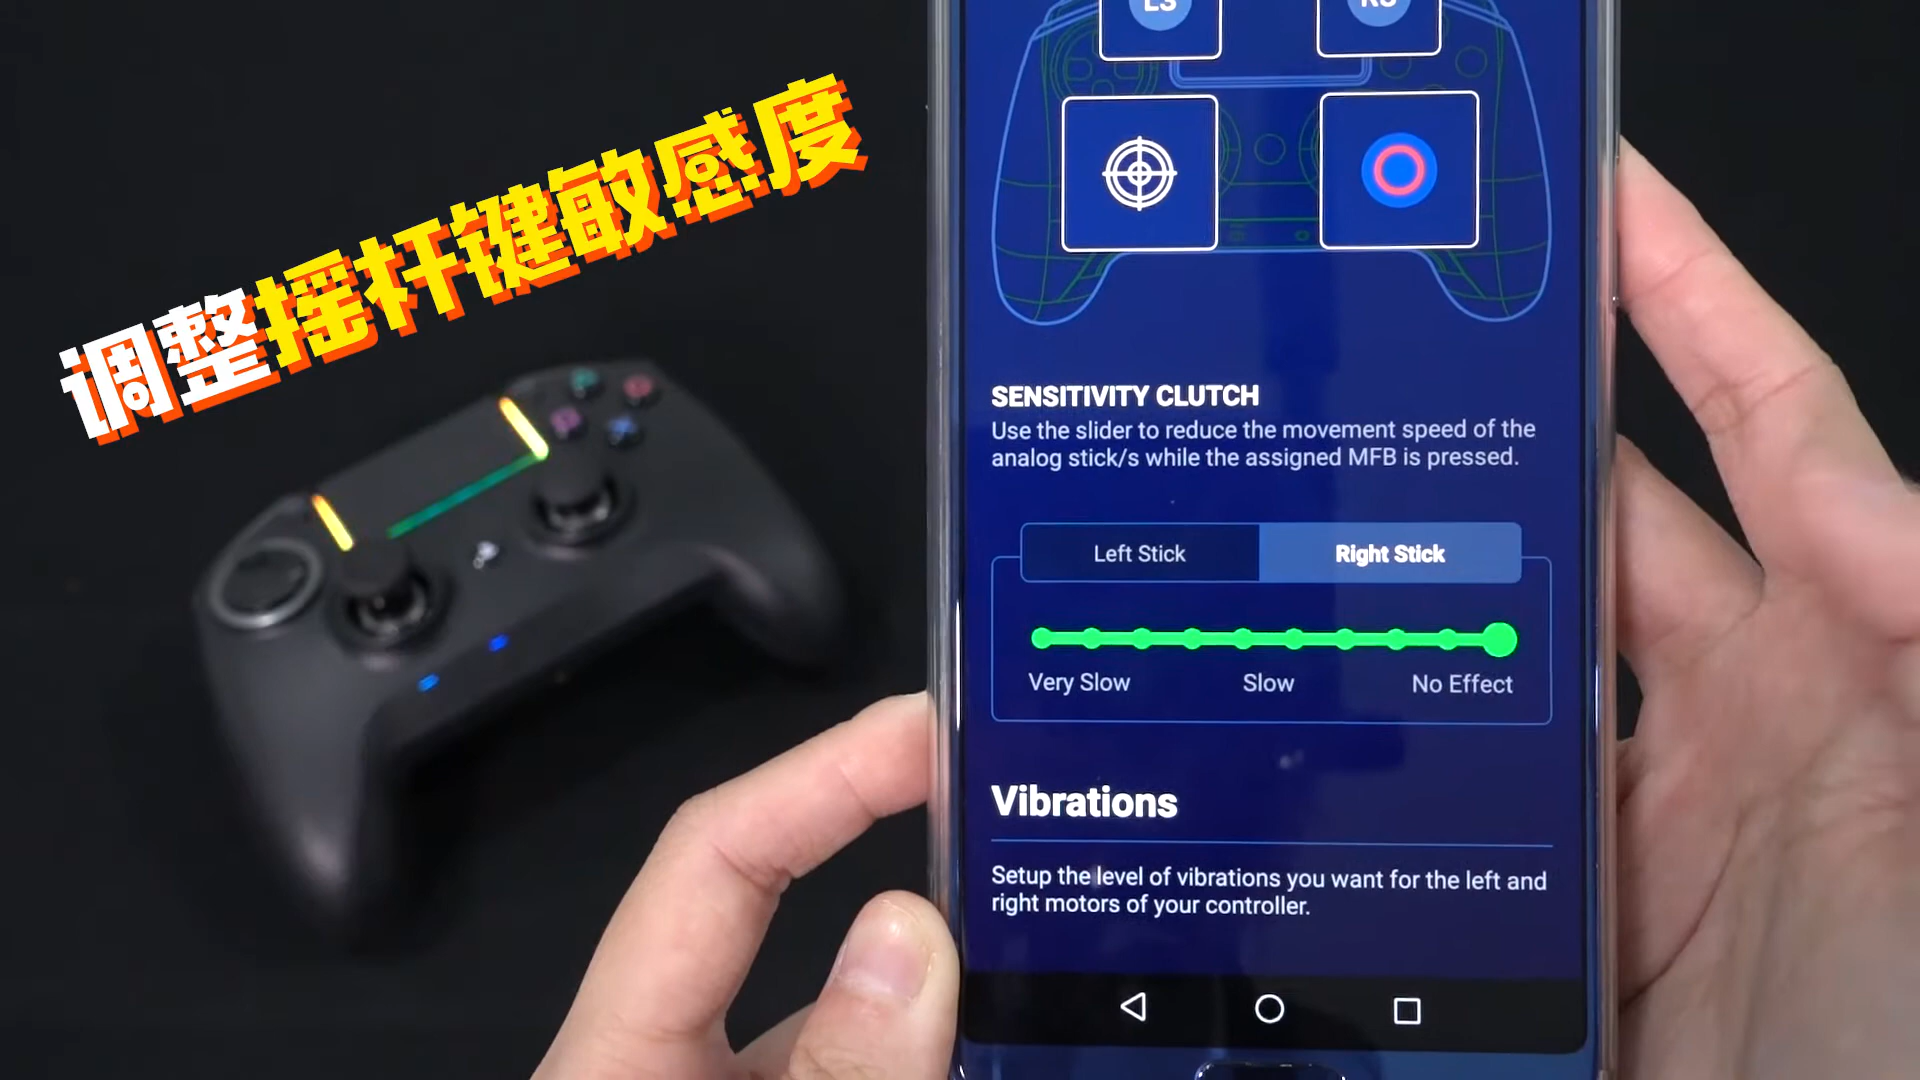 调整摇杆键敏感度
LS
RS
SENSITIVITY CLUTCH
Use the slider to reduce the movement speed of the
analog stick/s while the assigned MFB is pressed.
Left Stick
Right Stick
Very Slow
Slow
No Effect
Vibrations
Setup the level of vibrations you want for the left and
right motors of your controller.